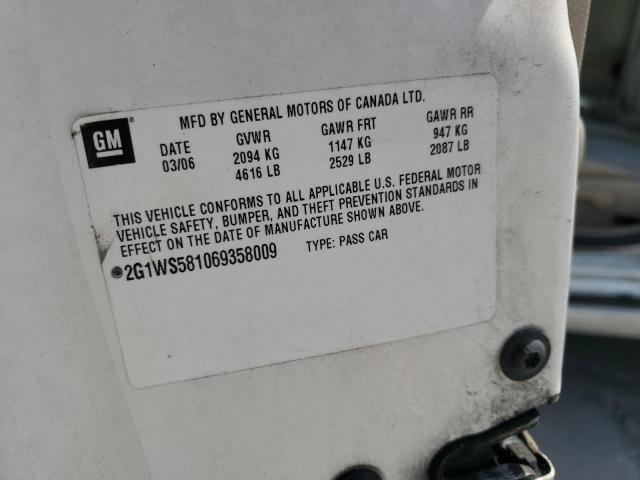 MFD BY GENERAL MOTORS OF CANADA LTD.
GM
DATE GVWR GAWR FRT GAWR RR
03/06 2094 KG 1147 KG 947 KG
4616 LB 2529 LB 2087 LB
THIS VEHICLE CONFORMS TO ALL APPLICABLE U.S. FEDERAL MOTOR
VEHICLE SAFETY, BUMPER, AND THEFT PREVENTION STANDARDS IN
EFFECT ON THE DATE OF MANUFACTURE SHOWN ABOVE.
2G1WS581069358009 TYPE: PASS CAR